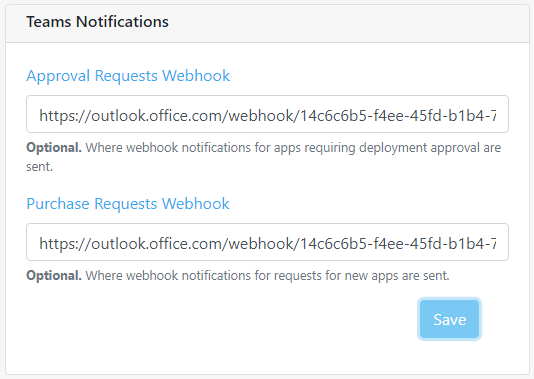 Teams Notifications
Approval Requests Webhook
https://outlook.office.com/webhook/14c6c6b5-f4ee-45fd-b1b4-7
Optional. Where webhook notifications for apps requiring deployment approval are
sent.
Purchase Requests Webhook
https://outlook.office.com/webhook/14c6c6b5-f4ee-45fd-b1b4-7
Optional. Where webhook notifications for requests for new apps are sent.
Save